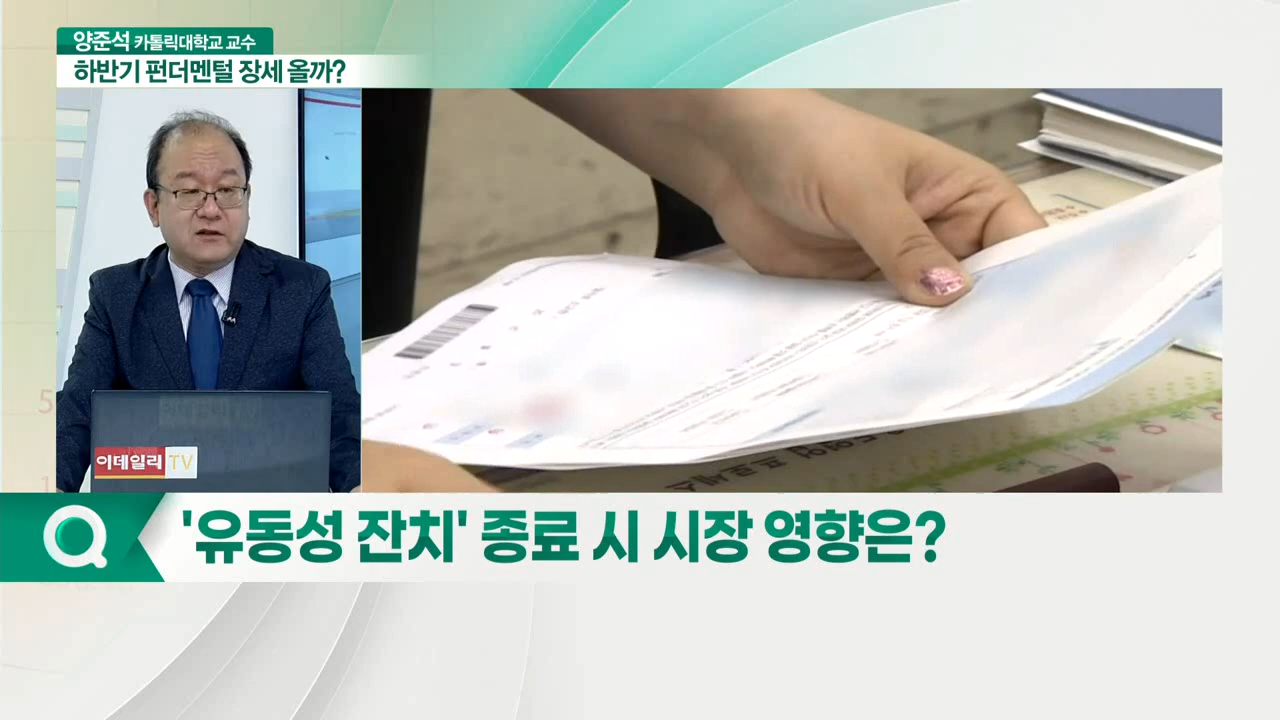 양준석 카톨릭대학교 교수
하반기 펀더멘털 장세 올까?
이데일리 TV
'유동성 잔치' 종료 시 시장 영향은?